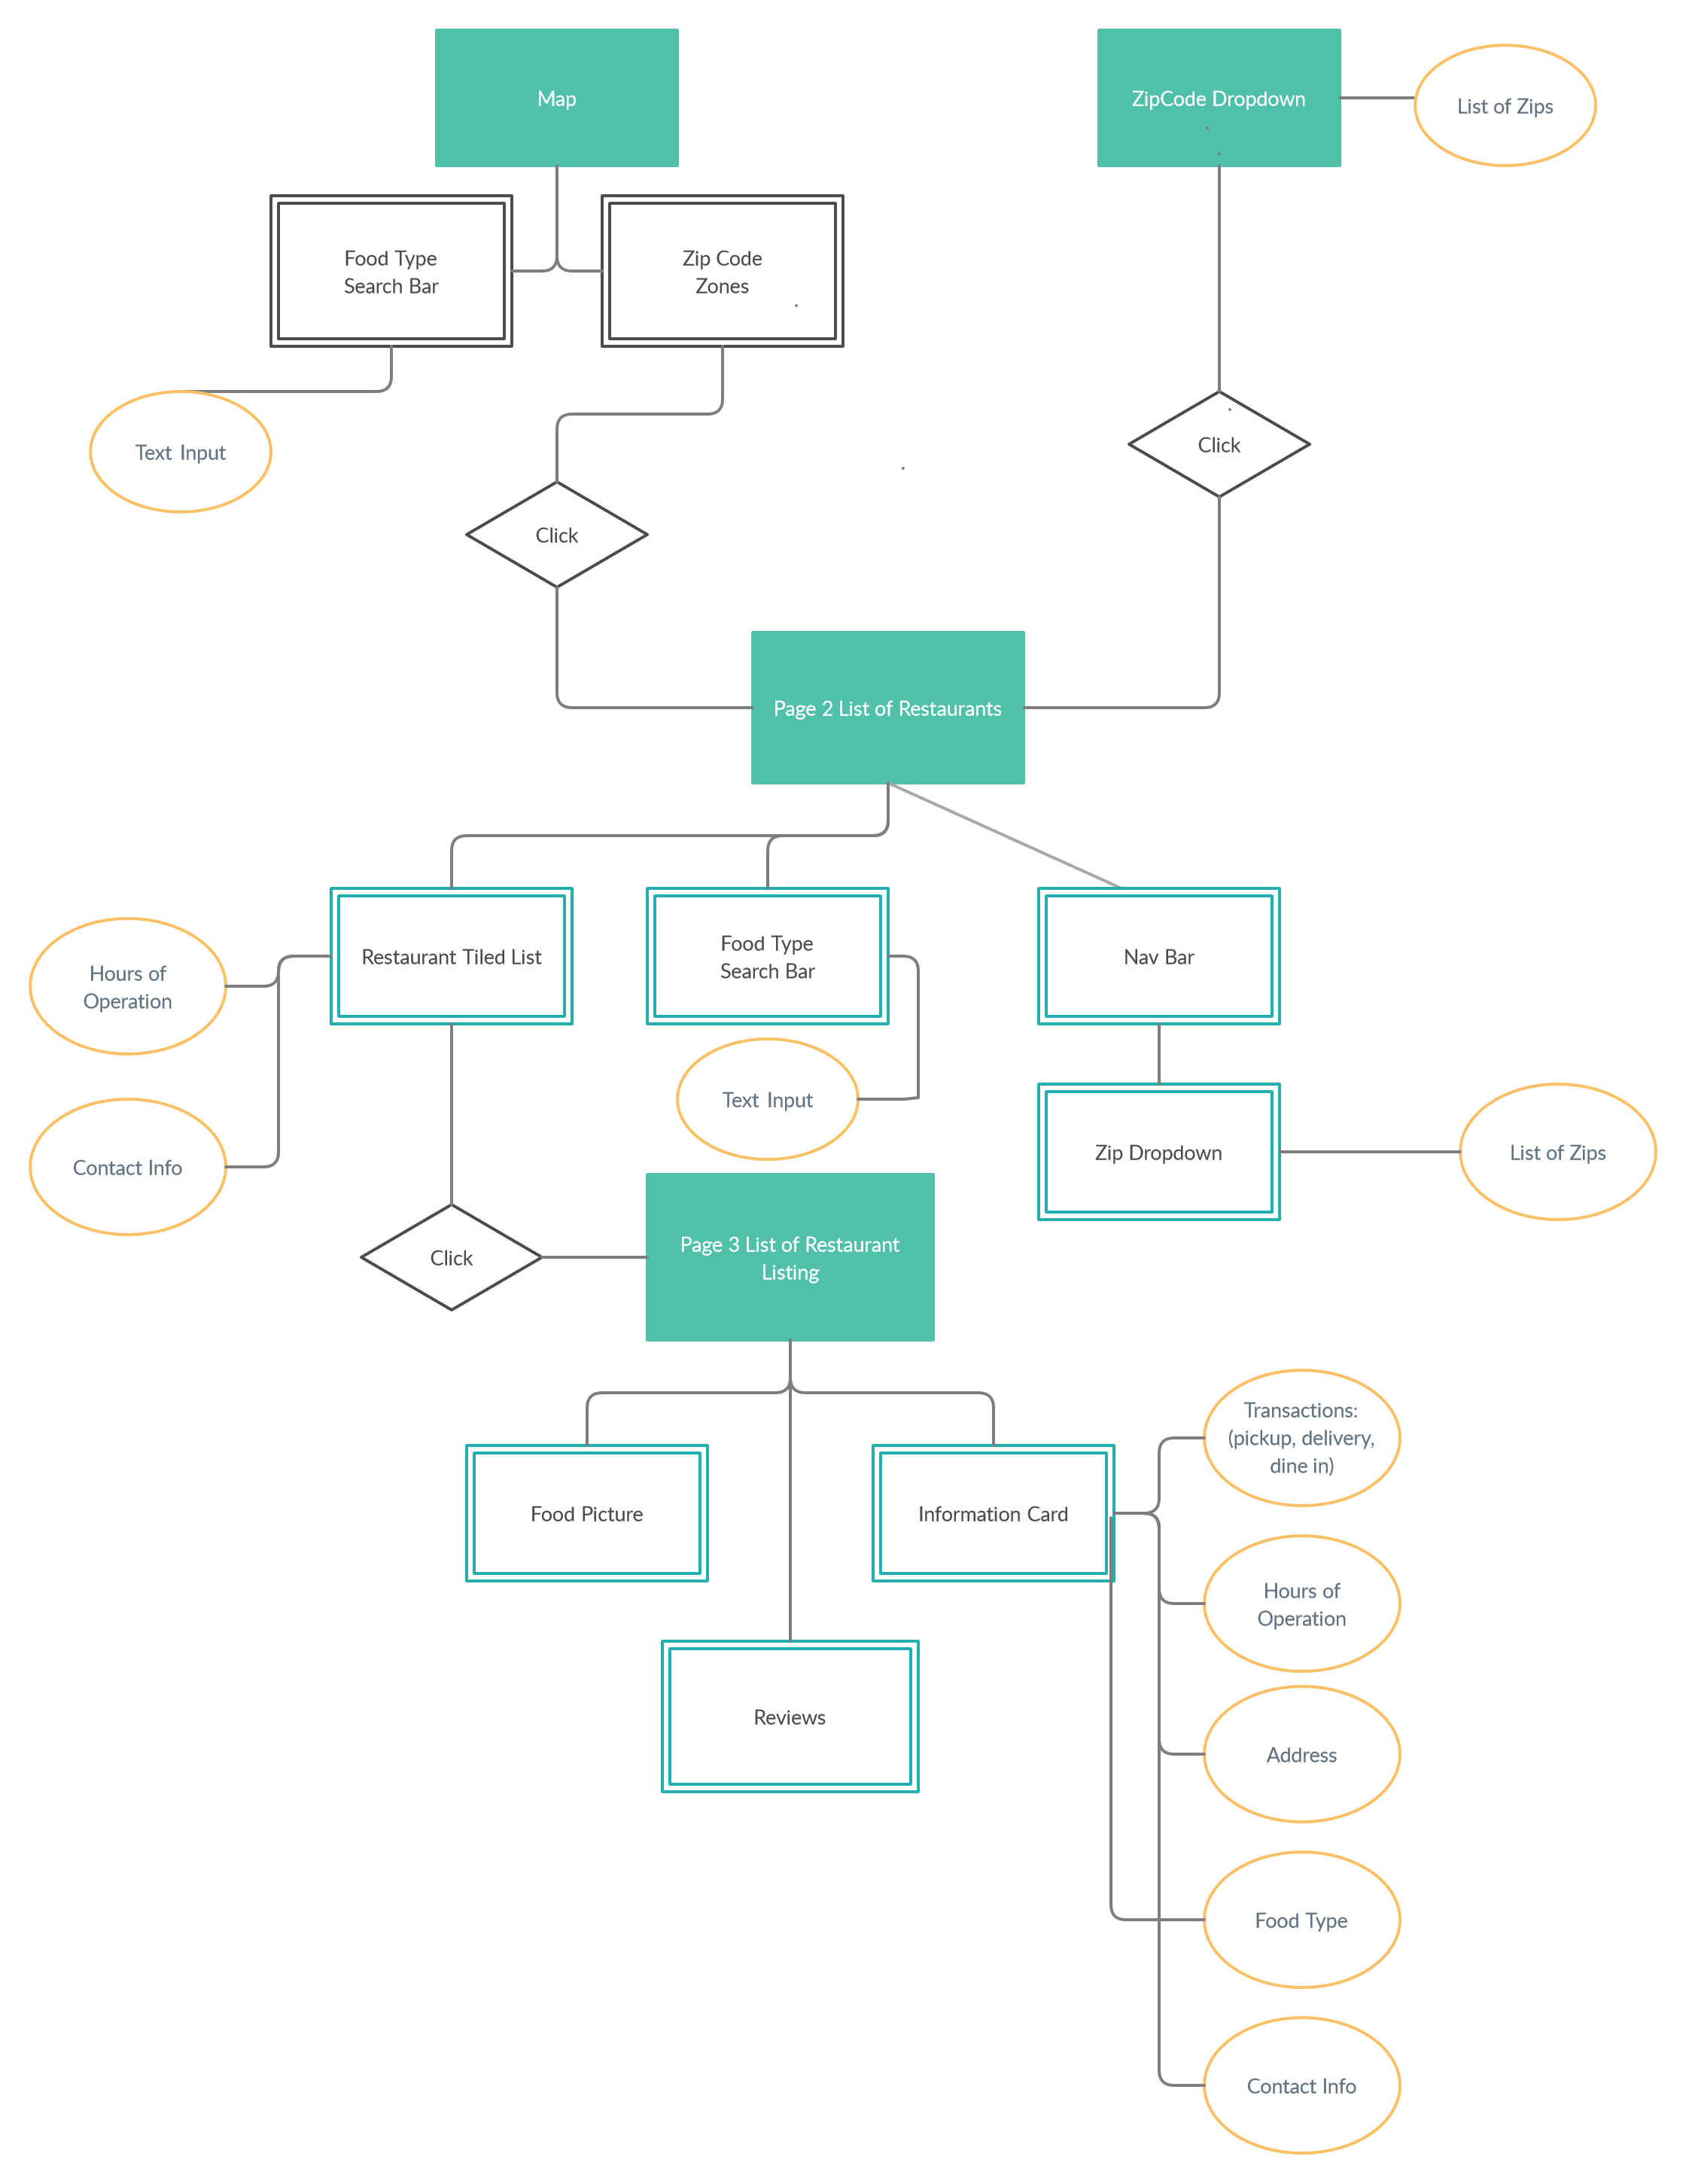 Map
ZipCode Dropdown
List of Zips
Food Type
Search Bar
Zip Code
Zones
Text Input
Click
Click
Page 2 List of Restaurants
Restaurant Tiled List
Food Type
Search Bar
Nav Bar
Hours of
Operation
Text Input
Contact Info
Zip Dropdown
List of Zips
Click
Page 3 List of Restaurant
Listing
Transactions:
(pickup, delivery,
dine in)
Food Picture
Information Card
Hours of
Operation
Reviews
Address
Food Type
Contact Info